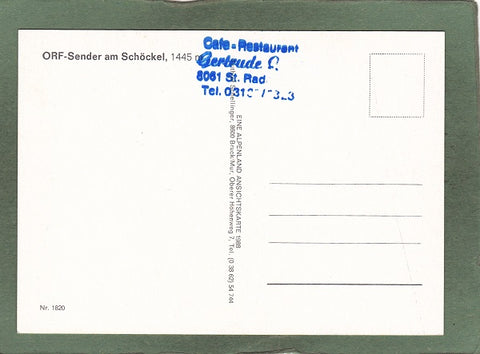 ORF-Sender am Schöckel, 1445 m
Cafe - Restaurant
Gertrude
8061 St. Rad
Tel.
EINE ALPENLAND ANSICHTSKARTE 1988
8600 Bruck/Mur, Oberer Höhenweg 7, Tel. (0 38 62) 54 744
Nr. 1820